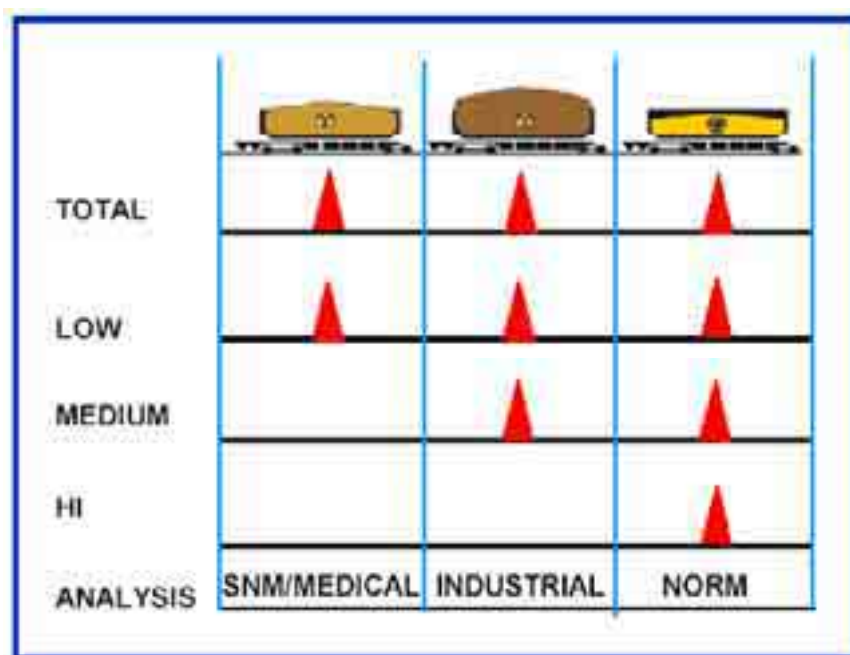 TOTAL
LOW
MEDIUM
HI
ANALYSIS SNM/MEDICAL INDUSTRIAL NORM